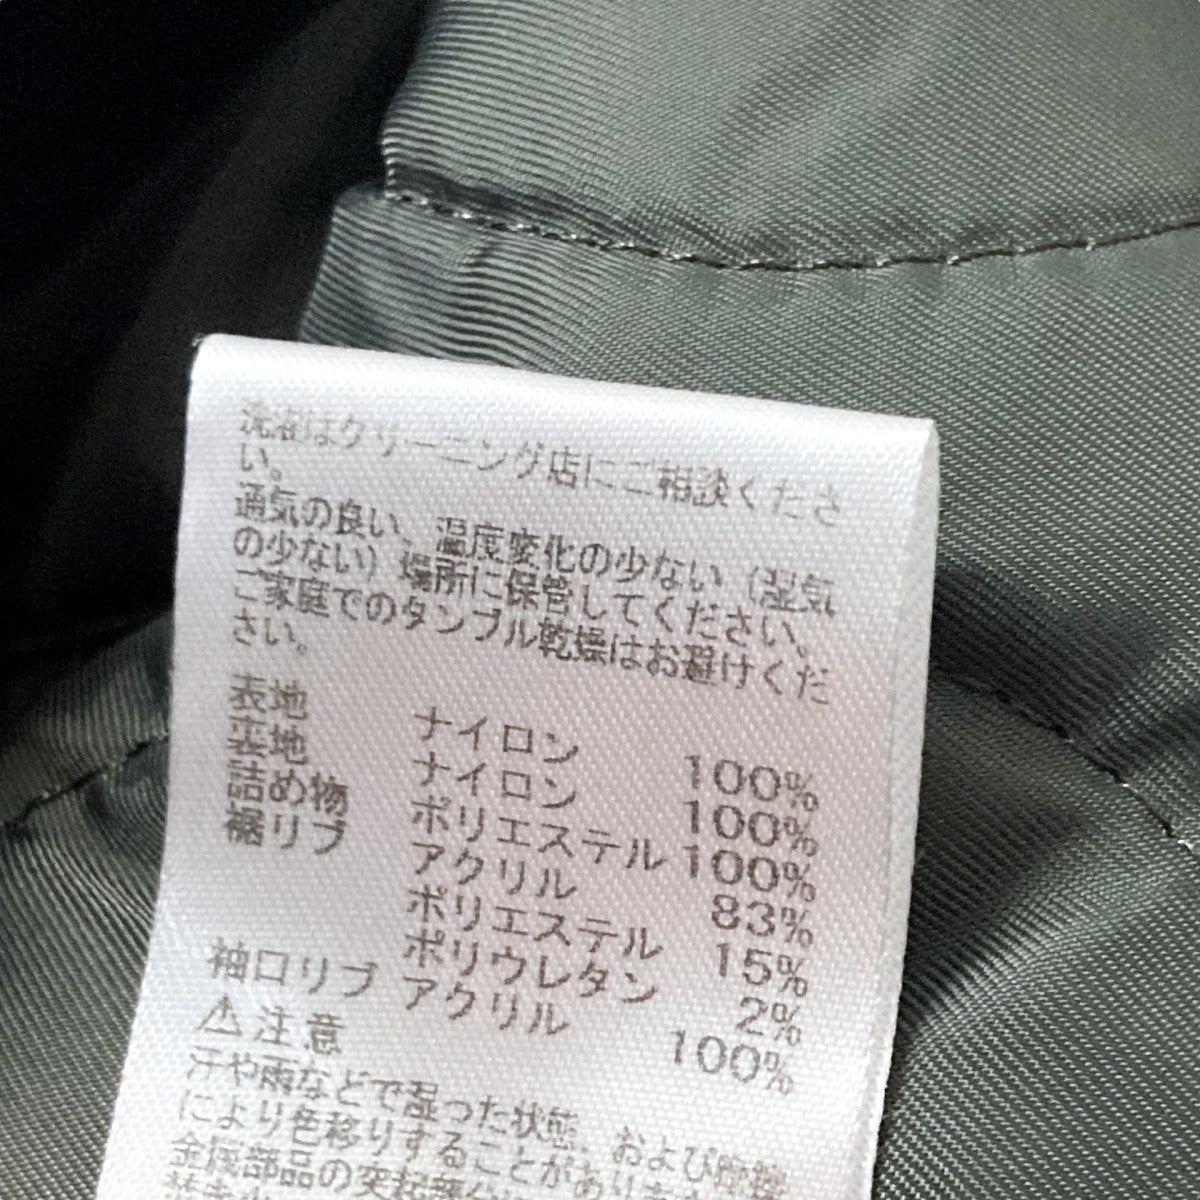 洗濯はクリーニング店にご相談くださ
い。
通気の良い、温度変化の少ない（湿気
の少ない）場所に保管してください。
ご家庭でのタンブル乾燥はお避けくだ
さい。
表地 ナイロン 100%
裏地 ナイロン 100%
詰め物 ポリエステル 100%
裾リブ アクリル 83%
ポリエステル 15%
ポリウレタン 2%
袖口リブ アクリル 100%
⚠注意
汗や雨などで湿った状態、および摩擦
により色移りすることがありま
金属部品の突起部分